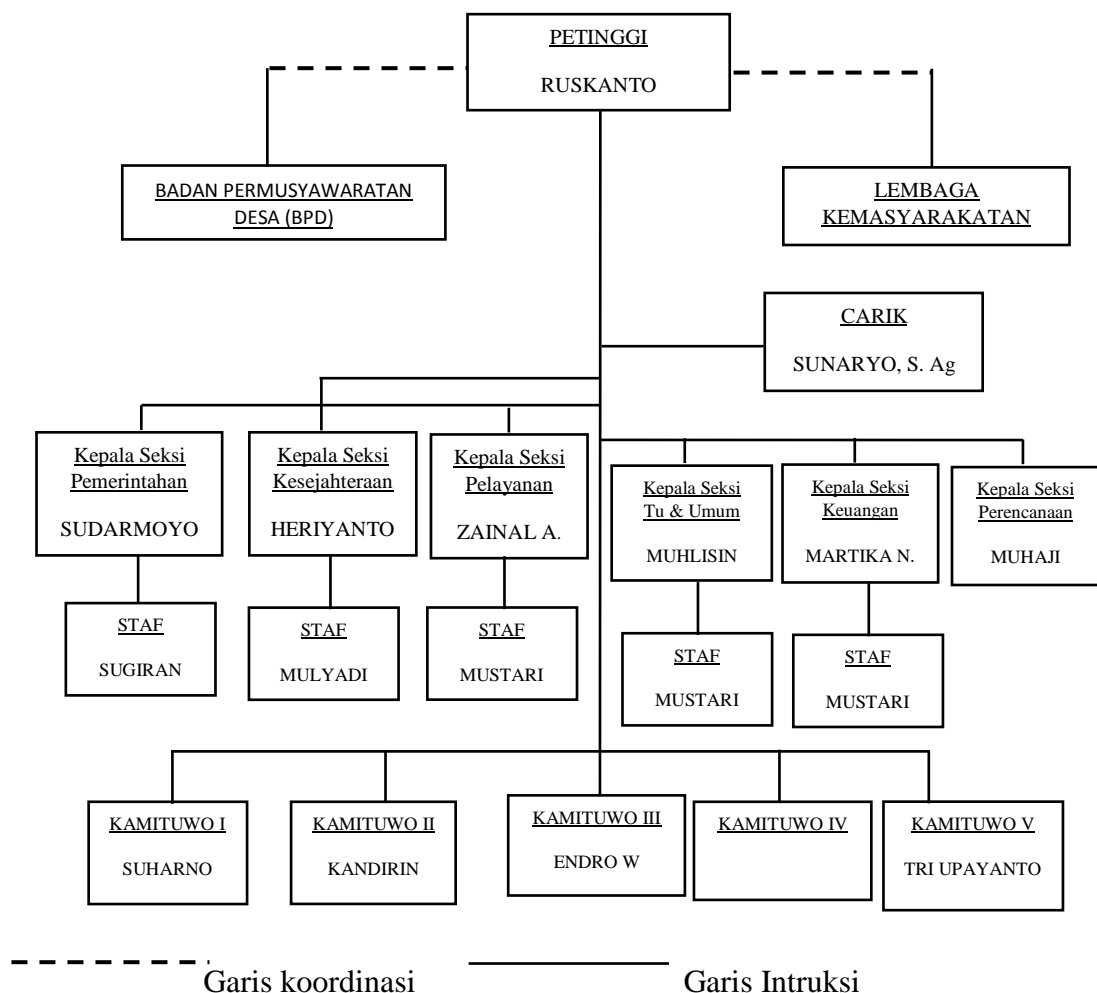 PETINGGI
RUSKANTO
BADAN PERMUSYAWARATAN
DESA (BPD)
LEMBAGA
KEMASYARAKATAN
CARIK
SUNARYO, S. Ag
Kepala Seksi
Pemerintahan
SUDARMOYO
Kepala Seksi
Kesejahteraan
HERIYANTO
Kepala Seksi
Pelayanan
ZAINAL A.
Kepala Seksi
Tu & Umum
MUHLISIN
Kepala Seksi
Keuangan
MARTIKA N.
Kepala Seksi
Perencanaan
MUHAJI
STAF
SUGIRAN
STAF
MULYADI
STAF
MUSTARI
STAF
MUSTARI
STAF
MUSTARI
KAMITUWO I
SUHARNO
KAMITUWO II
KANDIRIN
KAMITUWO III
ENDRO W
KAMITUWO IV
KAMITUWO V
TRI UPAYANTO
Garis koordinasi
Garis Intruksi